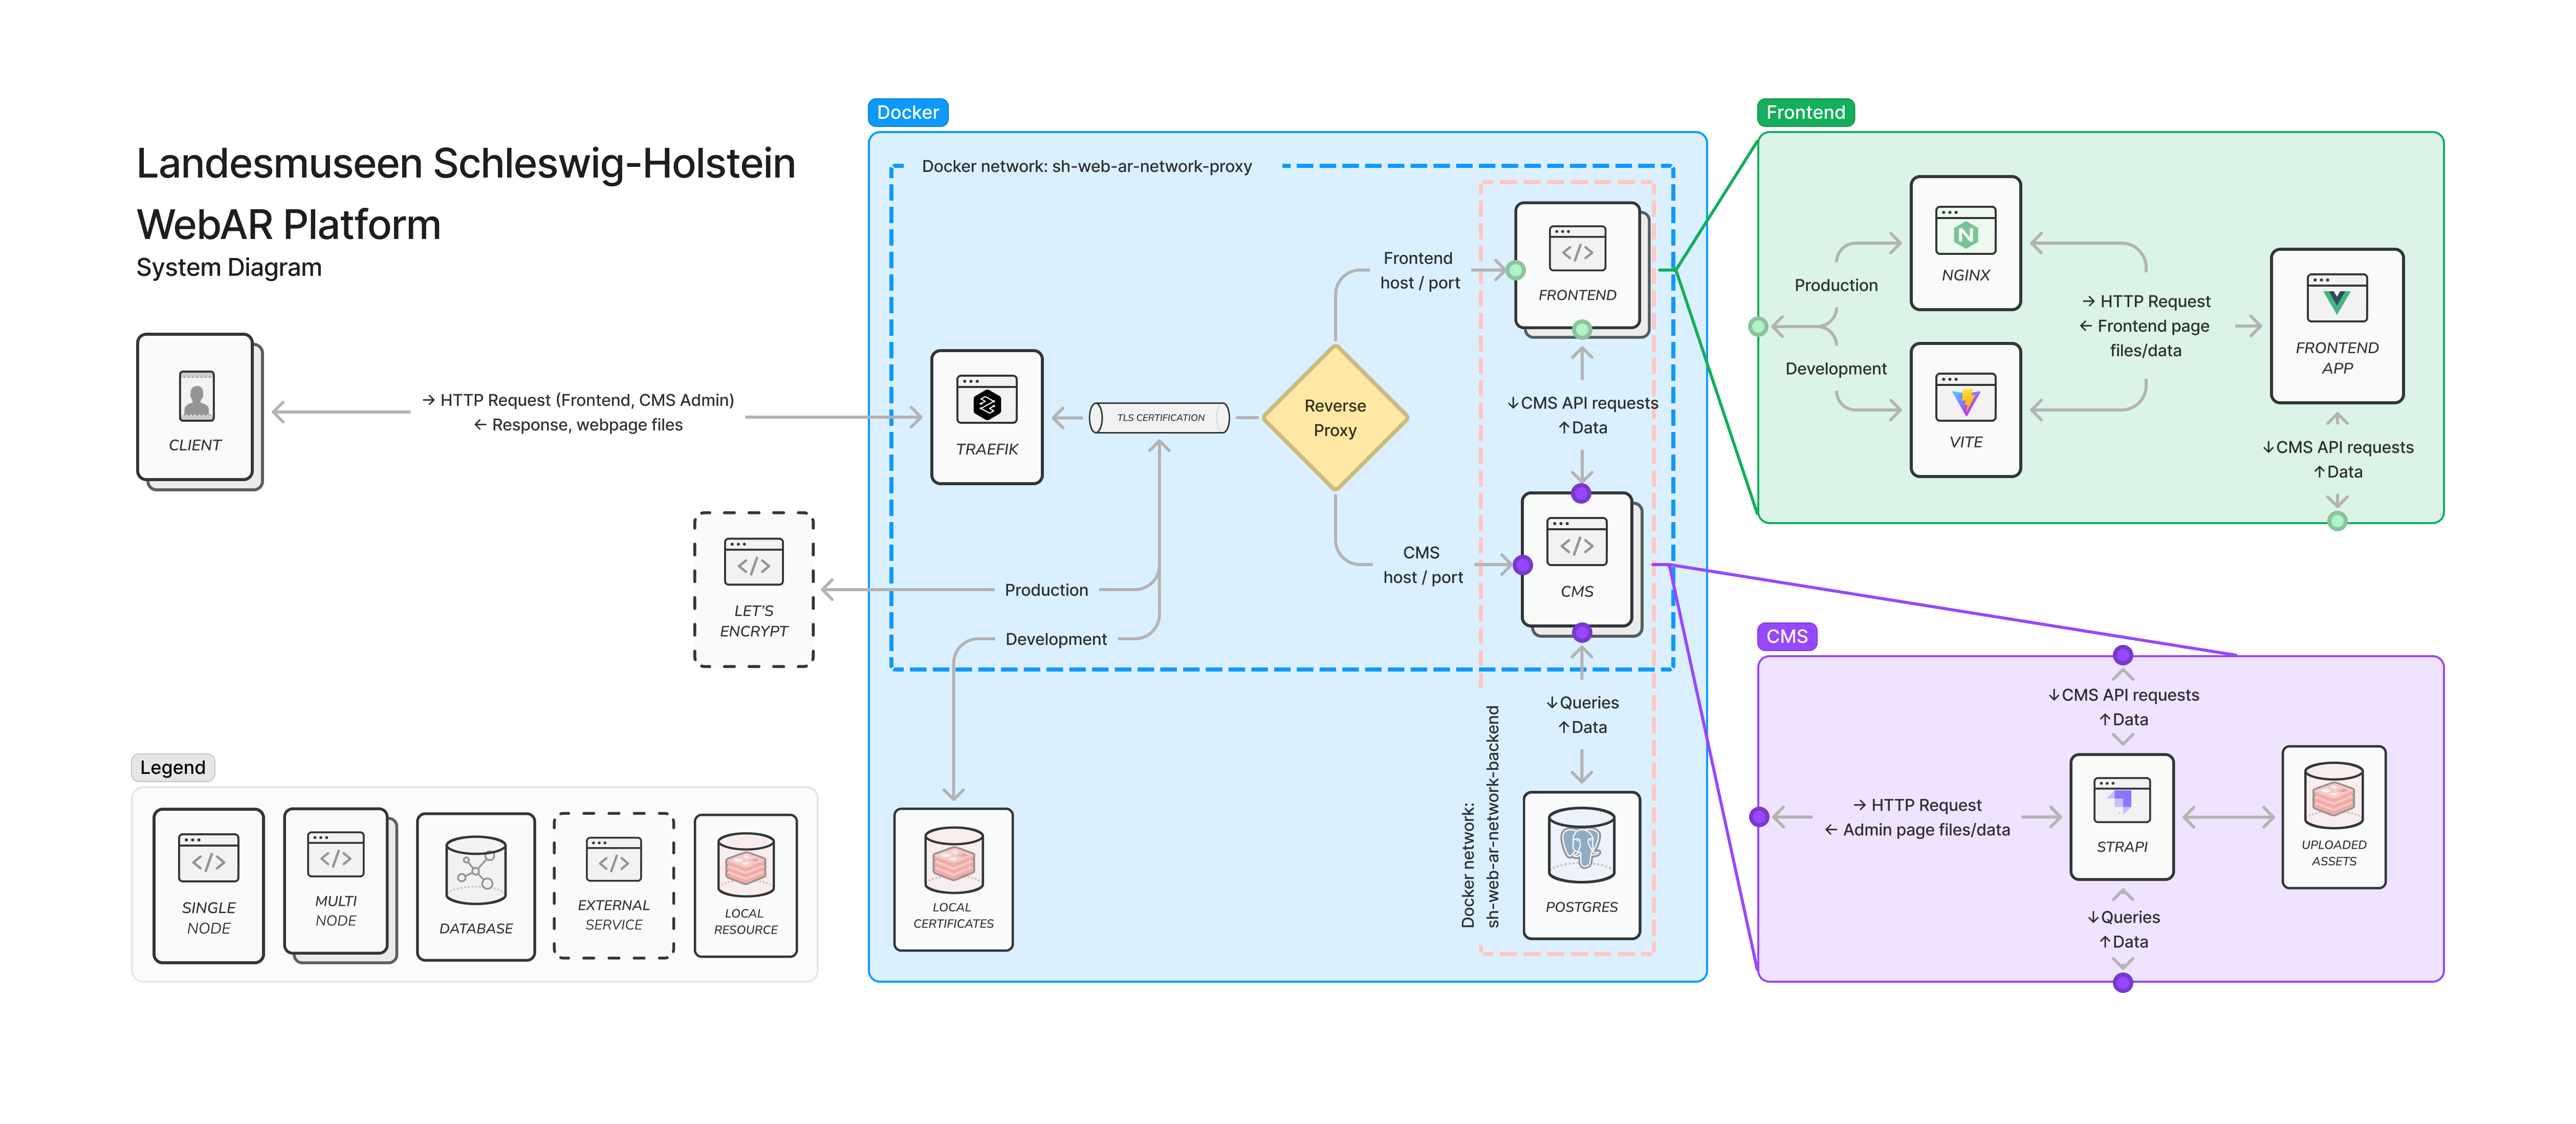 Landesmuseen Schleswig-Holstein
WebAR Platform
System Diagram
CLIENT
→ HTTP Request (Frontend, CMS Admin)
← Response, webpage files
LET'S
ENCRYPT
Legend
SINGLE
NODE
MULTI
NODE
DATABASE
EXTERNAL
SERVICE
LOCAL
RESOURCE
Docker
Docker network: sh-web-ar-network-proxy
TRAEFIK
TLS CERTIFICATION
Reverse
Proxy
Frontend
host / port
FRONTEND
↓CMS API requests
↑Data
CMS
host / port
CMS
Production
Development
↓Queries
↑Data
Docker network:
sh-web-ar-network-backend
LOCAL
CERTIFICATES
POSTGRES
Frontend
Production
Development
NGINX
VITE
→ HTTP Request
← Frontend page
files/data
FRONTEND
APP
↓CMS API requests
↑Data
CMS
↓CMS API requests
↑Data
→ HTTP Request
← Admin page files/data
STRAPI
UPLOADED
ASSETS
↓Queries
↑Data